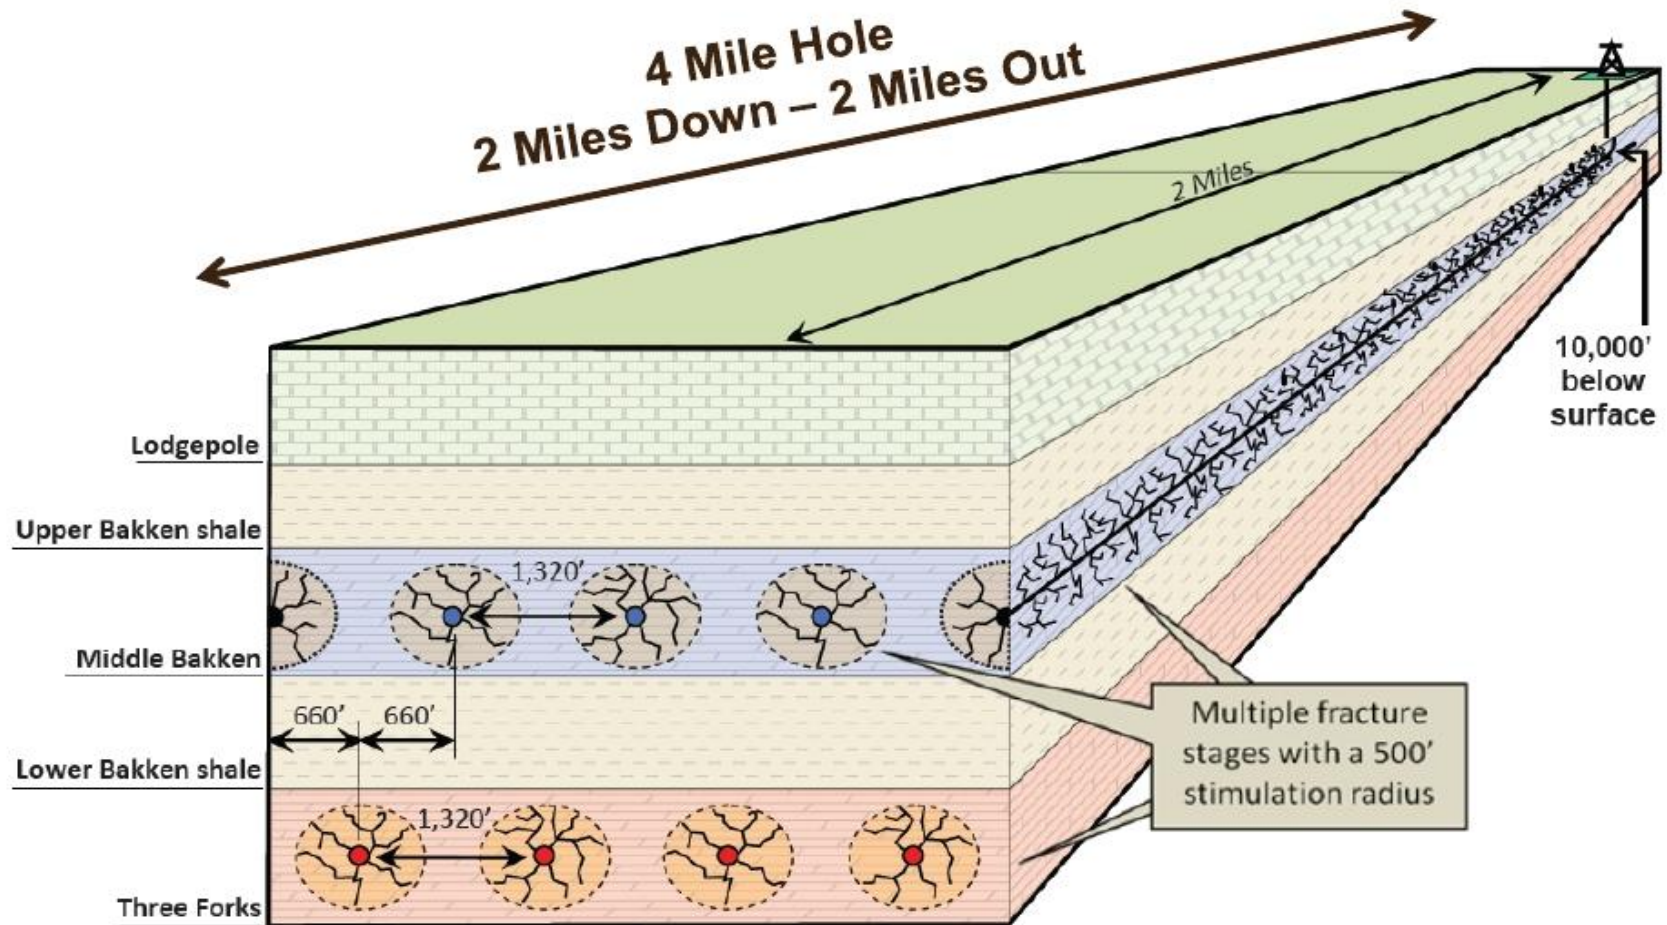 4 Mile Hole
2 Miles Down – 2 Miles Out
2 Miles
10,000’
below
surface
Lodgepole
Upper Bakken shale
1,320’
Middle Bakken
660’ 660’
Lower Bakken shale
Multiple fracture
stages with a 500’
stimulation radius
1,320’
Three Forks